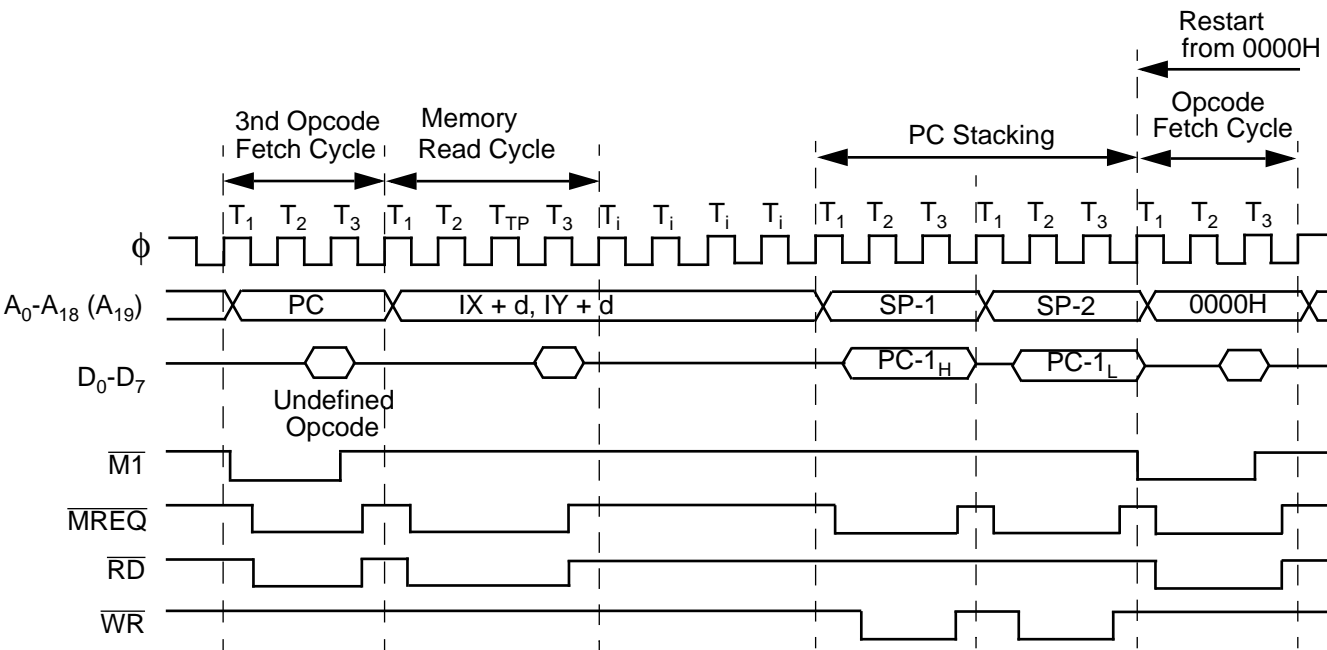 Restart
from 0000H
3nd Opcode
Fetch Cycle
Memory
Read Cycle
PC Stacking
Opcode
Fetch Cycle
T1 T2 T3 T1 T2 TTP T3 Ti Ti Ti Ti T1 T2 T3 T1 T2 T3 T1 T2 T3
ϕ
A0-A18 (A19) PC IX + d, IY + d SP-1 SP-2 0000H
D0-D7 PC-1H PC-1L
Undefined
Opcode
M1
MREQ
RD
WR